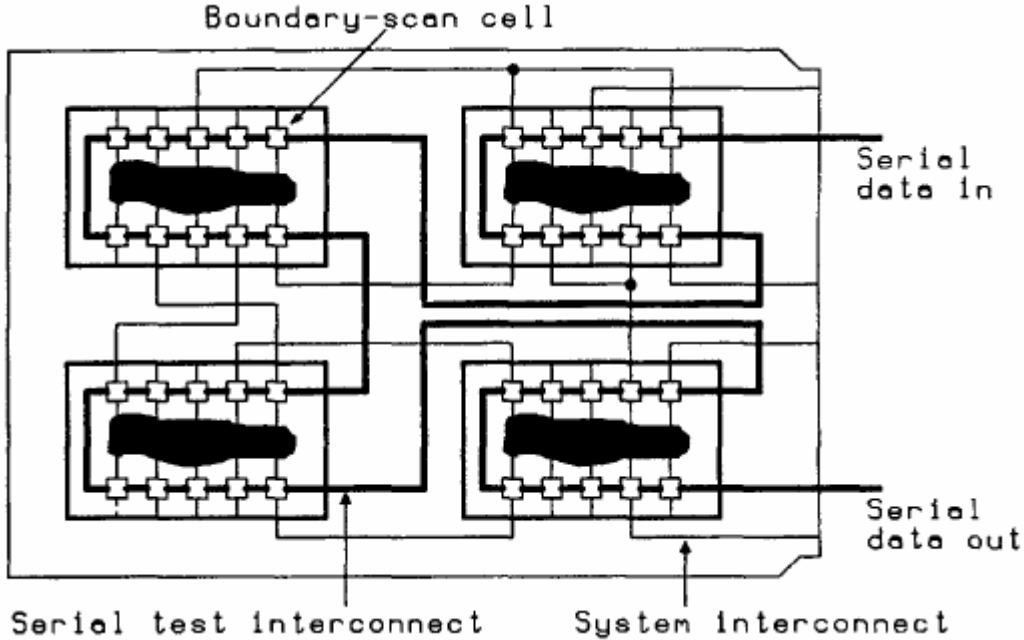 Boundary-scan cell
Serial
data in
Serial
data out
Serial test interconnect
System interconnect